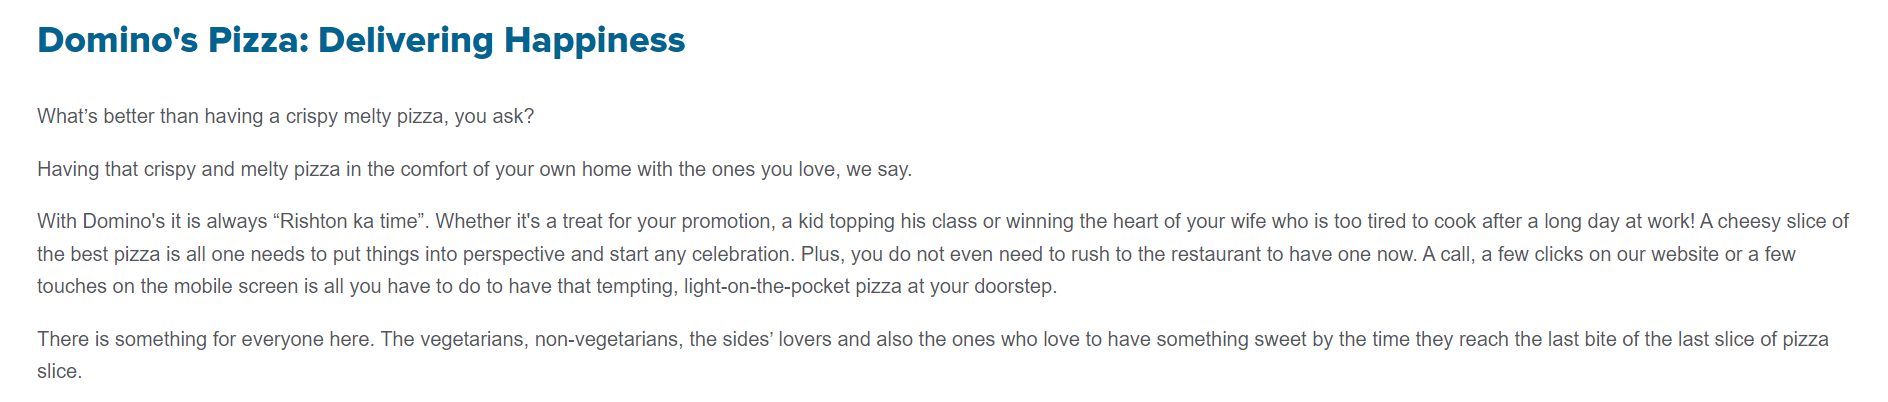 Domino's Pizza: Delivering Happiness
What’s better than having a crispy melty pizza, you ask?
Having that crispy and melty pizza in the comfort of your own home with the ones you love, we say.
With Domino's it is always “Rishton ka time”. Whether it's a treat for your promotion, a kid topping his class or winning the heart of your wife who is too tired to cook after a long day at work! A cheesy slice of
the best pizza is all one needs to put things into perspective and start any celebration. Plus, you do not even need to rush to the restaurant to have one now. A call, a few clicks on our website or a few
touches on the mobile screen is all you have to do to have that tempting, light-on-the-pocket pizza at your doorstep.
There is something for everyone here. The vegetarians, non-vegetarians, the sides’ lovers and also the ones who love to have something sweet by the time they reach the last bite of the last slice of pizza
slice.